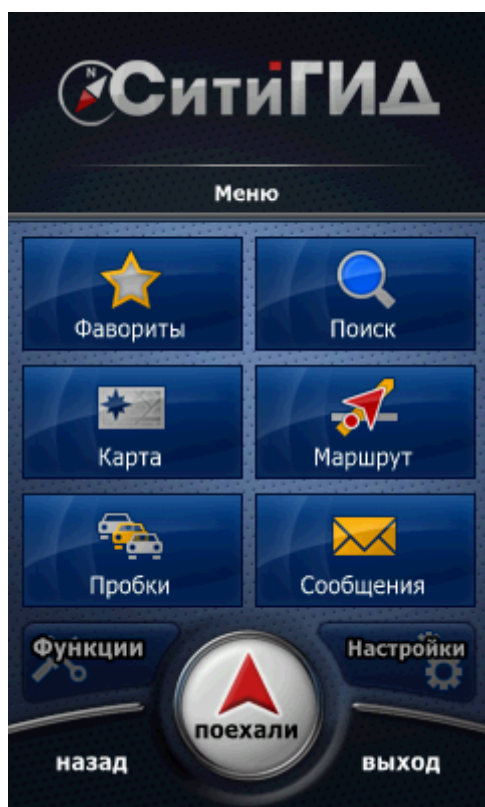 N
СитиГИД
Меню
Фавориты
Поиск
Карта
Маршрут
Пробки
Сообщения
Функции
Настройки
поехали
назад
выход